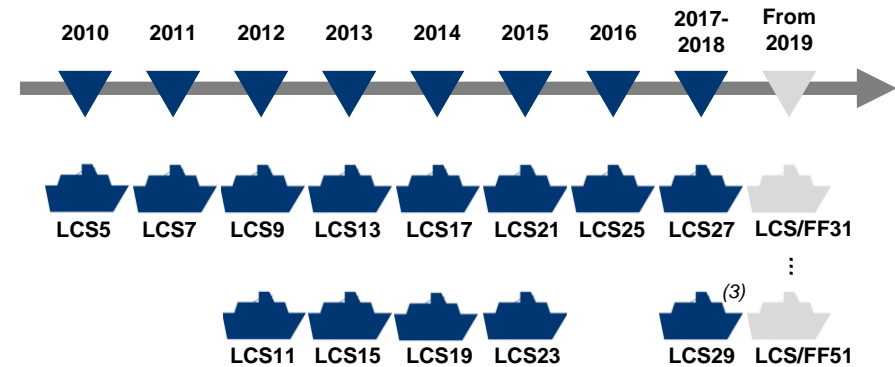 2010 2011 2012 2013 2014 2015 2016 2017- From
2018 2019
LCS5 LCS7 LCS9 LCS13 LCS17 LCS21 LCS25 LCS27 LCS/FF31
...
(3)
LCS11 LCS15 LCS19 LCS23 LCS29 LCS/FF51